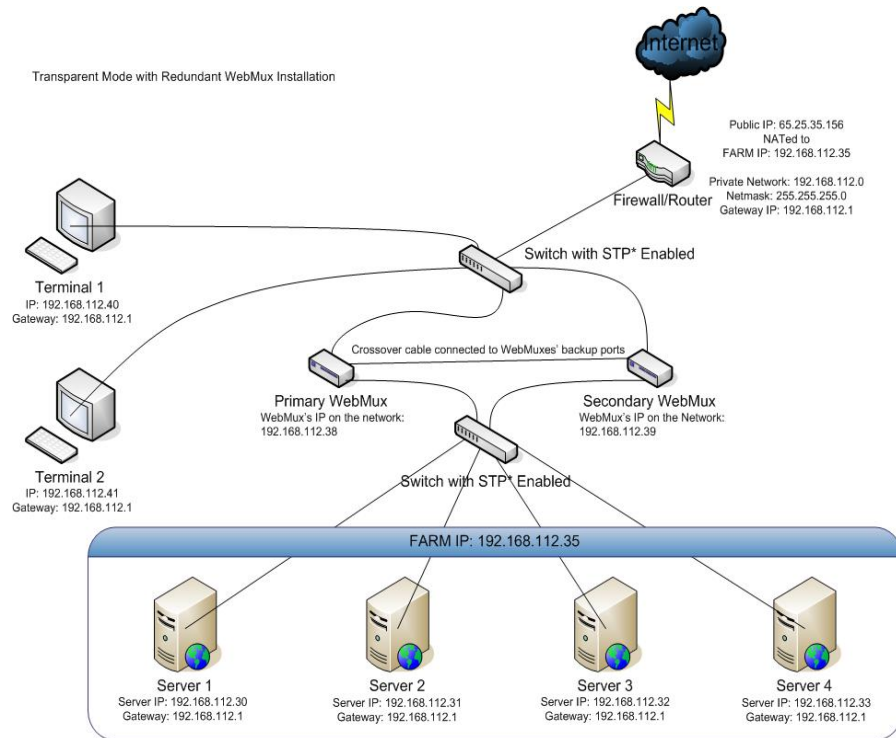 Internet
Transparent Mode with Redundant WebMux Installation
Public IP: 65.25.35.156
NATed to
FARM IP: 192.168.112.35
Private Network: 192.168.112.0
Netmask: 255.255.255.0
Gateway IP: 192.168.112.1
Firewall/Router
Switch with STP* Enabled
Terminal 1
IP: 192.168.112.40
Gateway: 192.168.112.1
Crossover cable connected to WebMuxes' backup ports
Primary WebMux
WebMux's IP on the network:
192.168.112.38
Secondary WebMux
WebMux's IP on the Network:
192.168.112.39
Terminal 2
IP: 192.168.112.41
Gateway: 192.168.112.1
Switch with STP* Enabled
FARM IP: 192.168.112.35
Server 1
Server IP: 192.168.112.30
Gateway: 192.168.112.1
Server 2
Server IP: 192.168.112.31
Gateway: 192.168.112.1
Server 3
Server IP: 192.168.112.32
Gateway: 192.168.112.1
Server 4
Server IP: 192.168.112.33
Gateway: 192.168.112.1